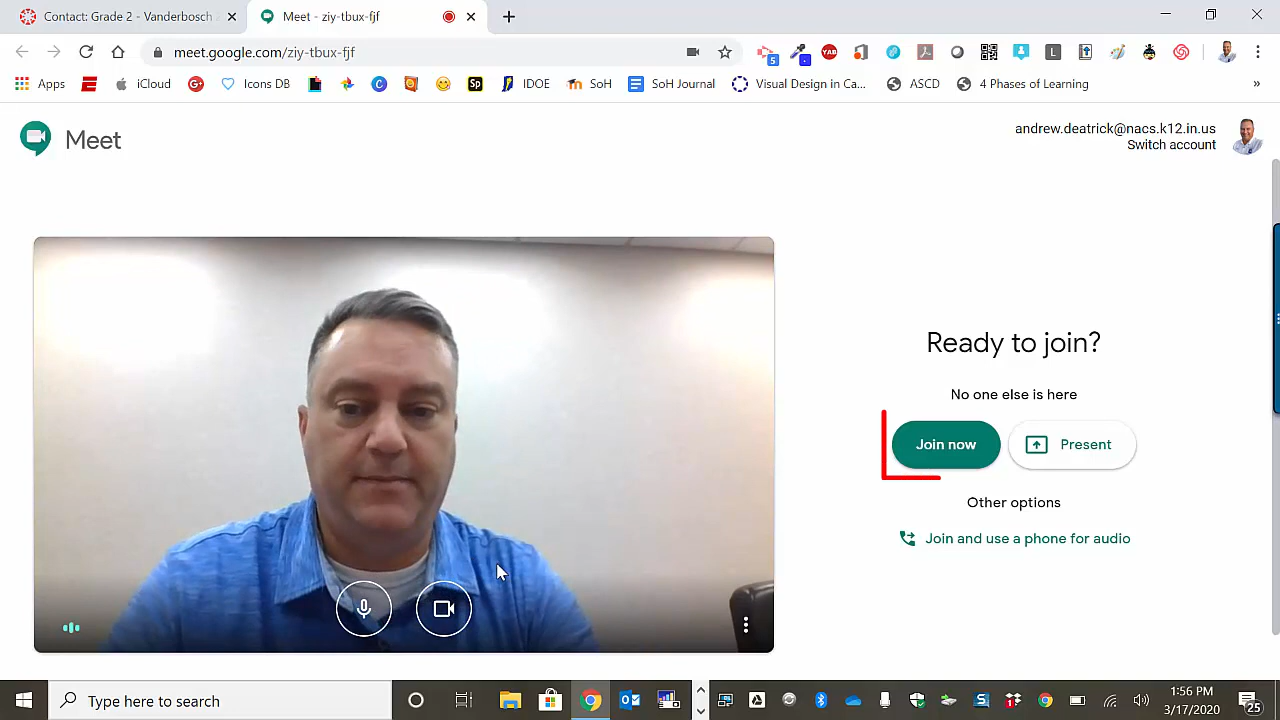 Contact: Grade 2 - Vanderbosch
Meet - ziy-tbux-fjf
meet.google.com/ziy-tbux-fjf
5
YAB
L
Apps
iCloud
Icons DB
Sp
IDOE
SoH
SoH Journal
Visual Design in Ca...
ASCD
4 Phases of Learning
»
Meet
andrew.deatrick@nacs.k12.in.us
Switch account
Ready to join?
No one else is here
Join now
Present
Other options
Join and use a phone for audio
Type here to search
1:56 PM
3/17/2020
25